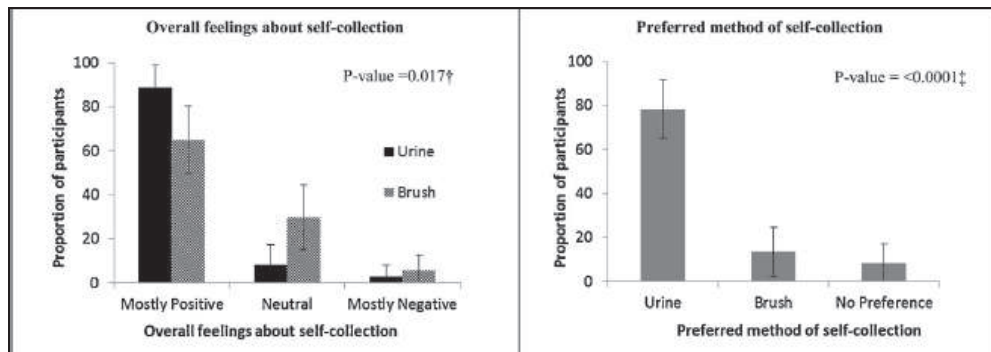 Overall feelings about self-collection
P-value =0.017†
Proportion of participants
100
80
60
40
20
0
Urine
Brush
Mostly Positive Neutral Mostly Negative
Overall feelings about self-collection
Preferred method of self-collection
P-value = <0.0001‡
Proportion of participants
100
80
60
40
20
0
Urine Brush No Preference
Preferred method of self-collection